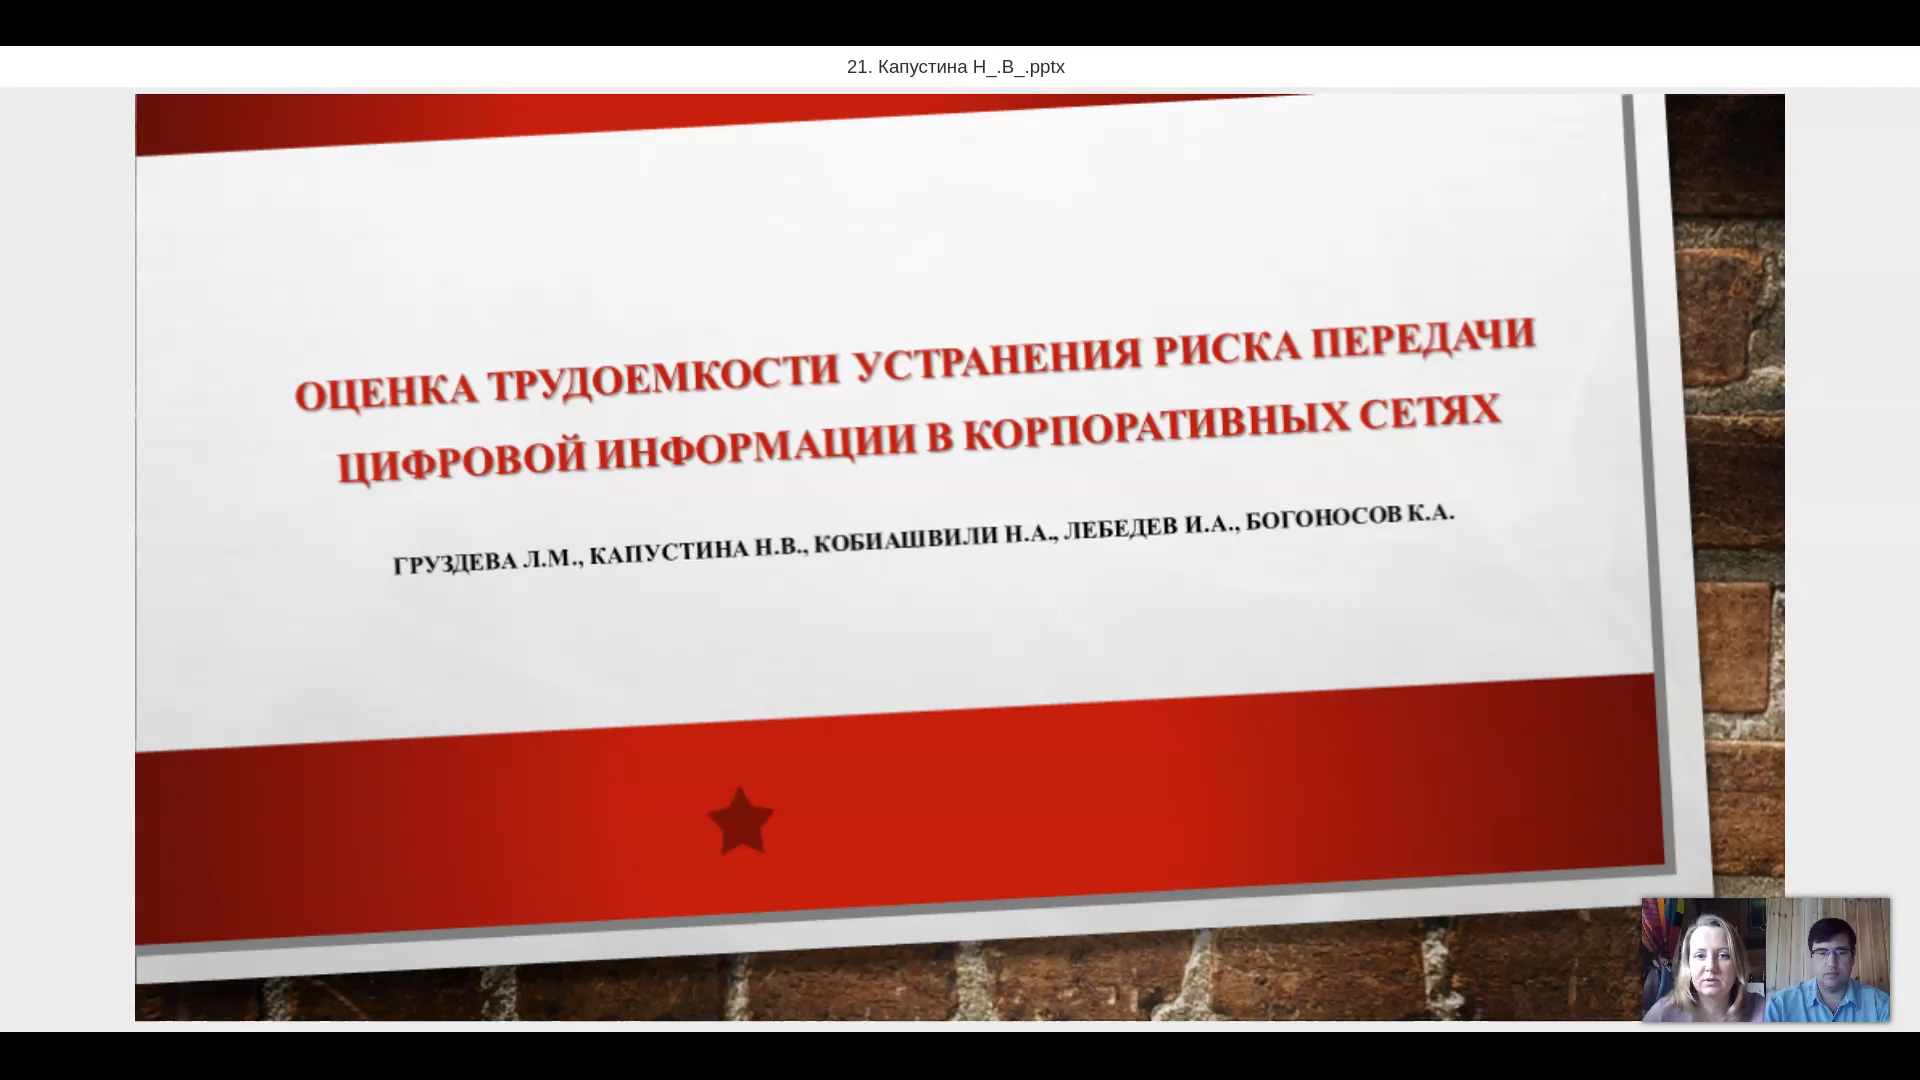 21. Капустина Н_.В_.pptx
ОЦЕНКА ТРУДОЕМКОСТИ УСТРАНЕНИЯ РИСКА ПЕРЕДАЧИ
ЦИФРОВОЙ ИНФОРМАЦИИ В КОРПОРАТИВНЫХ СЕТЯХ
ГРУЗДЕВА Л.М., КАПУСТИНА Н.В., КОБИАШВИЛИ Н.А., ЛЕБЕДЕВ И.А., БОГОНОСОВ К.А.